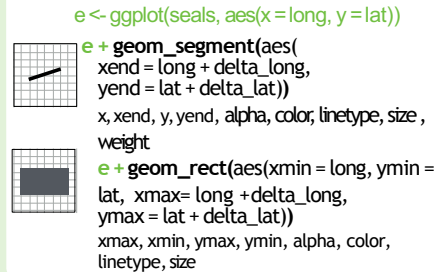 e <- ggplot(seals, aes(x = long, y = lat))
e + geom_segment(aes(
xend = long + delta_long,
yend = lat + delta_lat))
x, xend, y, yend, alpha, color, linetype, size ,
weight
e + geom_rect(aes(xmin = long, ymin =
lat, xmax= long +delta_long,
ymax = lat + delta_lat))
xmax, xmin, ymax, ymin, alpha, color,
linetype, size